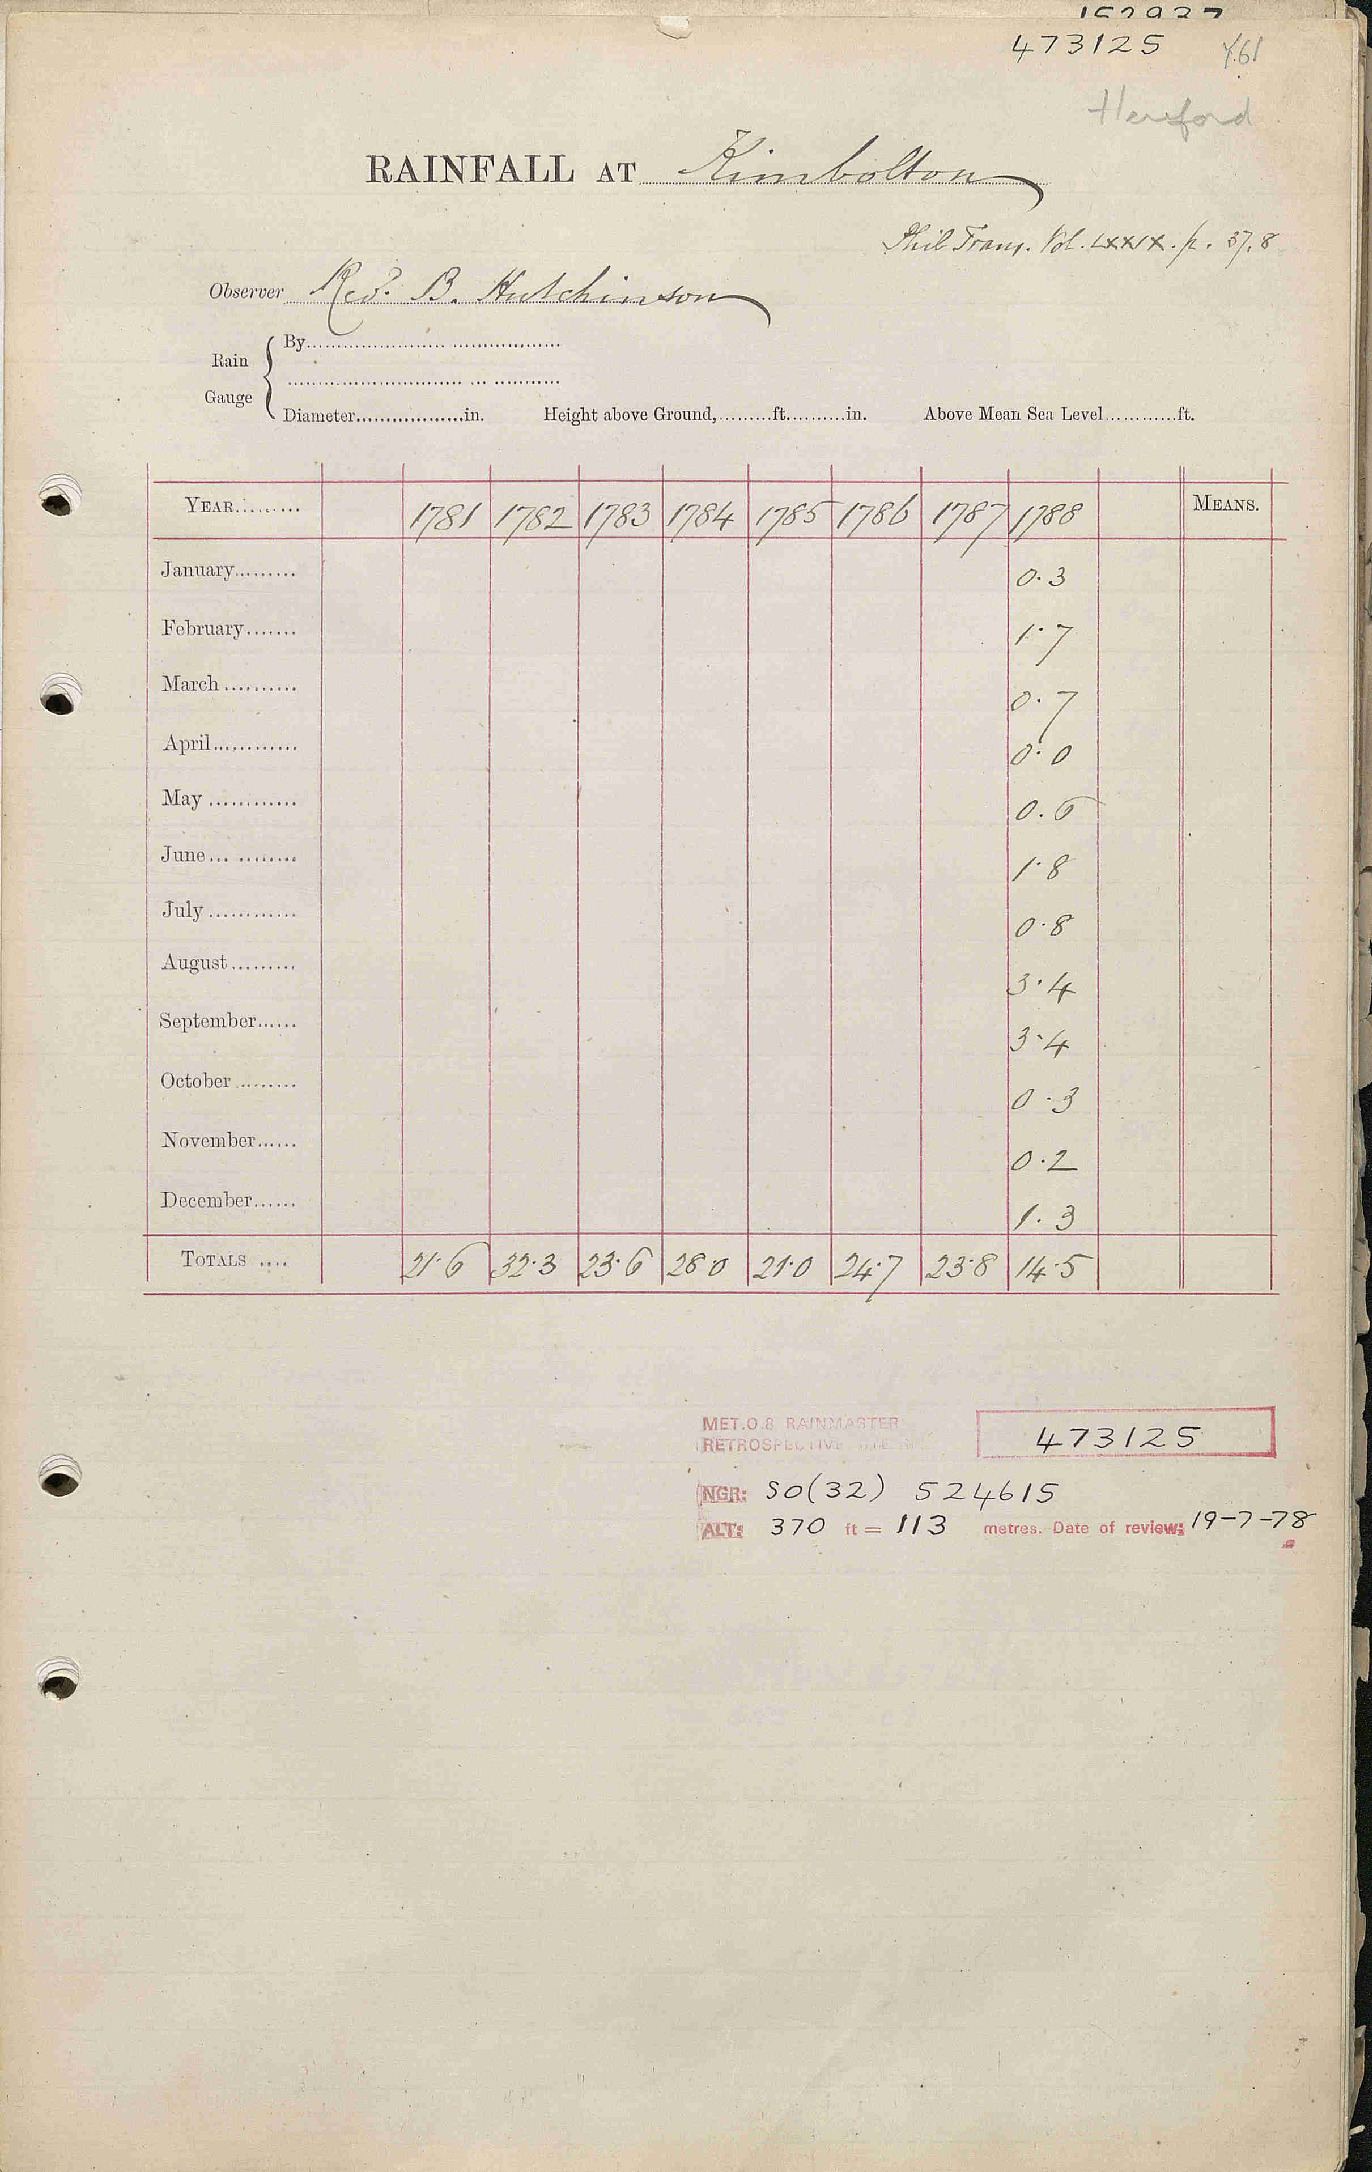 473125 Y.61
Hereford
RAINFALL AT Kimbolton
Phil Trans. Vol. LXXIX. p. 37, 8
Observer Rev. B. Hutchinson
Rain Gauge
By
Diameter in. Height above Ground, ft. in. Above Mean Sea Level ft.
YEAR 1781 1782 1783 1784 1785 1786 1787 1788 MEANS.
January 0.3
February 1.7
March 0.7
April 0.0
May 0.6
June 1.8
July 0.8
August 3.4
September 3.4
October 0.3
November 0.2
December 1.3
TOTALS 21.6 32.3 23.6 28.0 21.0 24.7 23.8 14.5
MET.O.8 RAINMASTER
RETROSPECTIVE 473125
NGR: SO(32) 524615
ALT: 370 ft = 113 metres. Date of review: 19-7-78